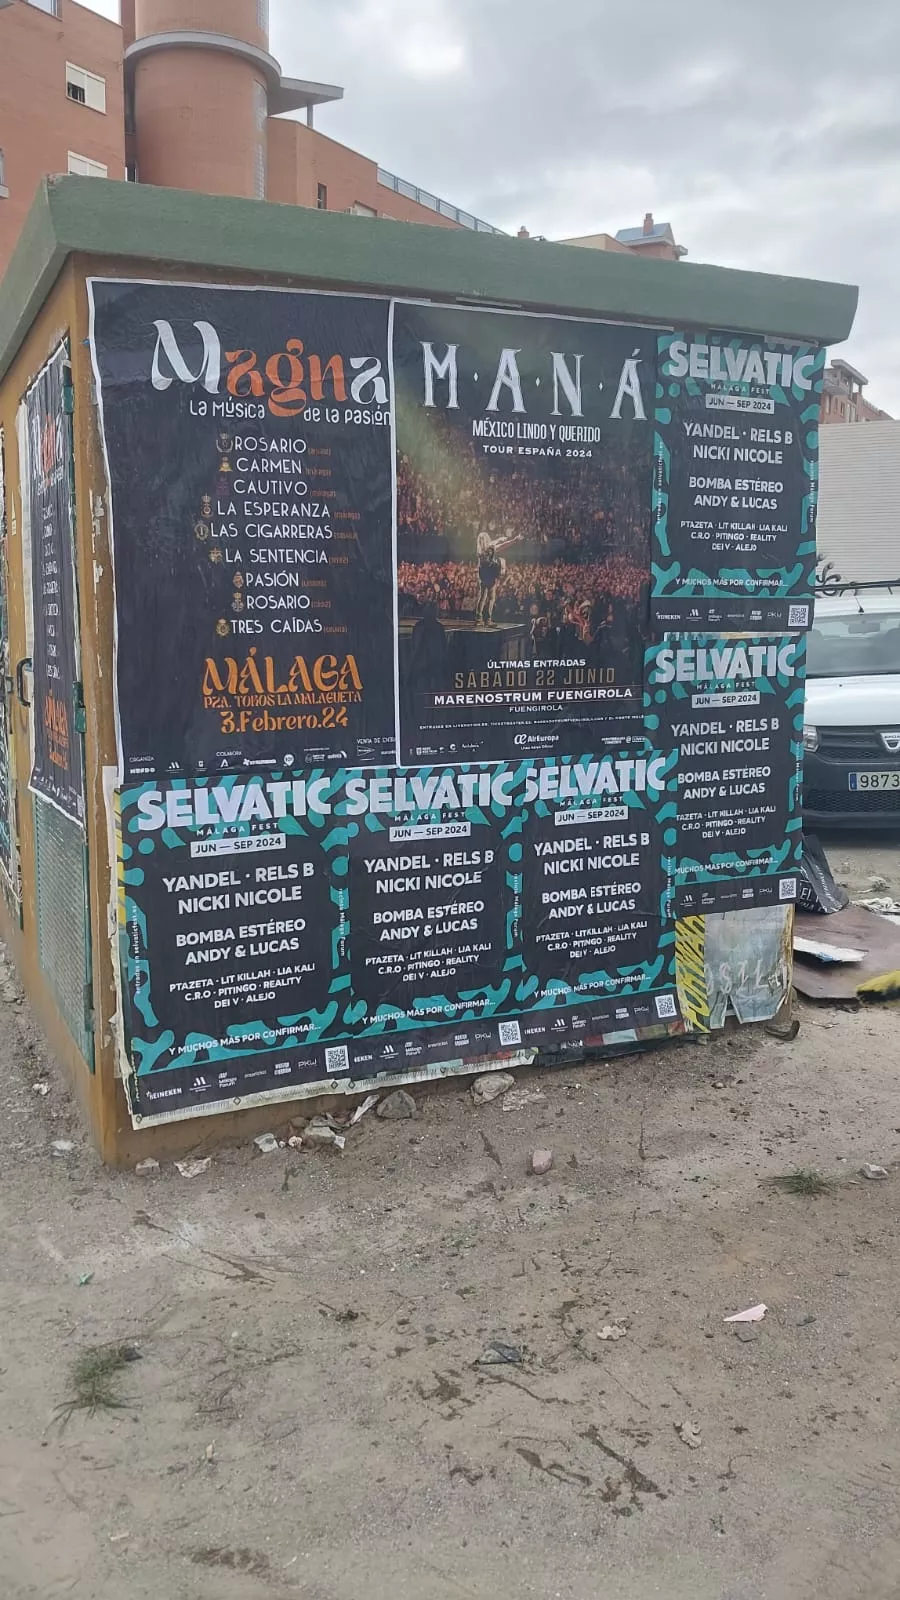 Magna
La Música de la Pasión
ROSARIO
CARMEN
CAUTIVO
LA ESPERANZA
LAS CIGARRERAS
LA SENTENCIA
PASIÓN
ROSARIO
TRES CAÍDAS
MÁLAGA
PZA. TOROS LA MALAGUETA
3.Febrero.24
ORGANIZA
COLABORA
MANÁ
MÉXICO LINDO Y QUERIDO
TOUR ESPAÑA 2024
ÚLTIMAS ENTRADAS
SÁBADO 22 JUNIO
MARENOSTRUM FUENGIROLA
FUENGIROLA
AirEuropa
SELVATIC
MÁLAGA FEST
JUN — SEP 2024
YANDEL · RELS B
NICKI NICOLE
BOMBA ESTÉREO
ANDY & LUCAS
PTAZETA · LIT KILLAH · LIA KALI
C.R.O · PITINGO · REALITY
DEI V · ALEJO
Y MUCHOS MÁS POR CONFIRMAR...
HEINEKEN
SELVATIC
MÁLAGA FEST
JUN — SEP 2024
YANDEL · RELS B
NICKI NICOLE
BOMBA ESTÉREO
ANDY & LUCAS
TAZETA · LIT KILLAH · LIA KALI
C.R.O · PITINGO · REALITY
DEI V · ALEJO
MUCHOS MÁS POR CONFIRMAR...
9873
SELVATIC
MÁLAGA FEST
JUN — SEP 2024
YANDEL · RELS B
NICKI NICOLE
BOMBA ESTÉREO
ANDY & LUCAS
PTAZETA · LIT KILLAH · LIA KALI
C.R.O · PITINGO · REALITY
DEI V · ALEJO
Y MUCHOS MÁS POR CONFIRMAR...
HEINEKEN
SELVATIC
MÁLAGA FEST
JUN — SEP 2024
YANDEL · RELS B
NICKI NICOLE
BOMBA ESTÉREO
ANDY & LUCAS
PTAZETA · LIT KILLAH · LIA KALI
C.R.O · PITINGO · REALITY
DEI V · ALEJO
Y MUCHOS MÁS POR CONFIRMAR...
EINEKEN
SELVATIC
MÁLAGA FEST
JUN — SEP 2024
YANDEL · RELS B
NICKI NICOLE
BOMBA ESTÉREO
ANDY & LUCAS
PTAZETA · LIT KILLAH · LIA KALI
C.R.O · PITINGO · REALITY
DEI V · ALEJO
Y MUCHOS MÁS POR CONFIRMAR...
EINEKEN